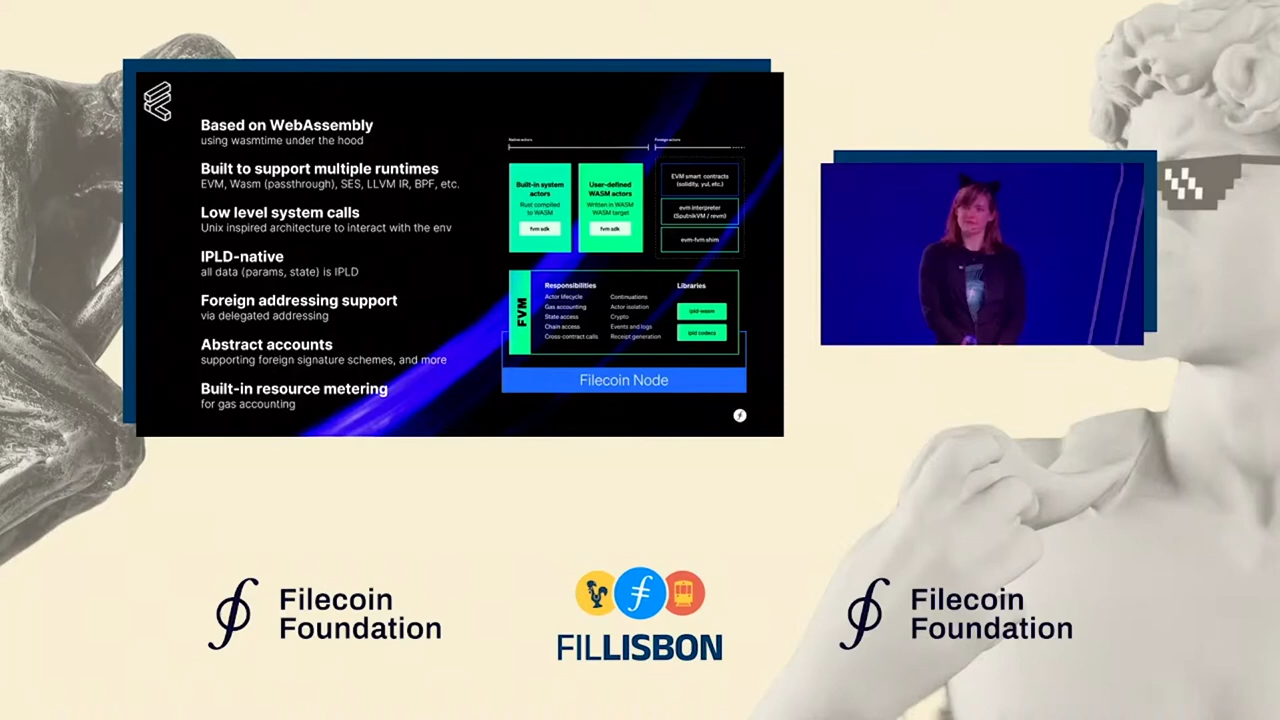 Based on WebAssembly
using wasmtime under the hood
Built to support multiple runtimes
EVM, Wasm (passthrough), SES, LLVM IR, BPF, etc.
Low level system calls
Unix inspired architecture to interact with the env
IPLD-native
all data (params, state) is IPLD
Foreign addressing support
via delegated addressing
Abstract accounts
supporting foreign signature schemes, and more
Built-in resource metering
for gas accounting
Native actors
Foreign actors
Built-in system
actors
Rust compiled
to WASM
fvm sdk
User-defined
WASM actors
Written in WASM
WASM target
fvm sdk
EVM smart contracts
(solidity, yul, etc.)
evm interpreter
(SputnikVM / revm)
evm-fvm shim
FVM
Responsibilities
Actor lifecycle
Gas accounting
State access
Chain access
Cross-contract calls
Continuations
Actor isolation
Crypto
Events and logs
Receipt generation
Libraries
ipld-wasm
ipld codecs
Filecoin Node
Filecoin
Foundation
FILLISBON
Filecoin
Foundation